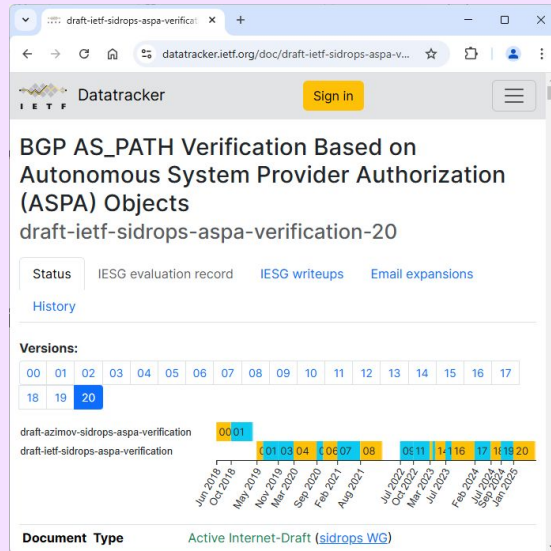 draft-ietf-sidrops-aspa-verificat
datatracker.ietf.org/doc/draft-ietf-sidrops-aspa-v...
IETF Datatracker Sign in
BGP AS_PATH Verification Based on
Autonomous System Provider Authorization
(ASPA) Objects
draft-ietf-sidrops-aspa-verification-20
Status IESG evaluation record IESG writeups Email expansions
History
Versions:
00 01 02 03 04 05 06 07 08 09 10 11 12 13 14 15 16 17
18 19 20
draft-azimov-sidrops-aspa-verification 00 01
draft-ietf-sidrops-aspa-verification 01 03 04 06 07 08 09 11 14 16 17 18 19 20
Jun 2018 Oct 2018 May 2019 Nov 2019 Mar 2020 Sep 2020 Feb 2021 Aug 2021 Jul 2022 Oct 2022 Mar 2023 Jul 2023 Feb 2024 Jul 2024 Sep 2024 Jan 2025
Document Type Active Internet-Draft (sidrops WG)